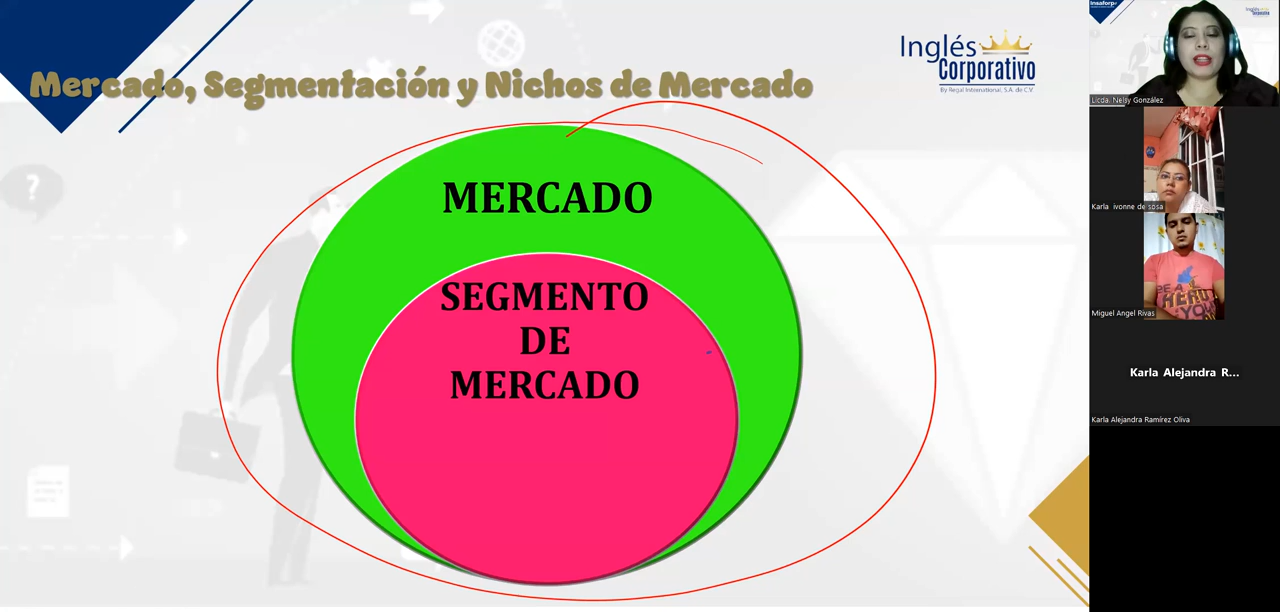 Mercado, Segmentación y Nichos de Mercado
Inglés
Corporativo
By Regal International, S.A. de C.V.
MERCADO
SEGMENTO
DE
MERCADO
?
Insaforp
Licda. Nelsy González
Karla ivonne de sosa
Miguel Angel Rivas
Karla Alejandra R...
Karla Alejandra Ramírez Oliva